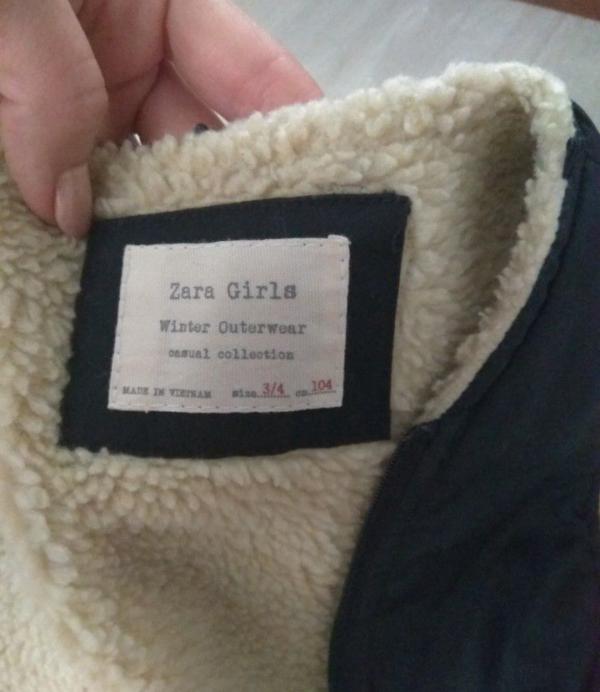 Zara Girls
Winter Outerwear
casual collection
MADE IN VIETNAM size 3/4 cm 104